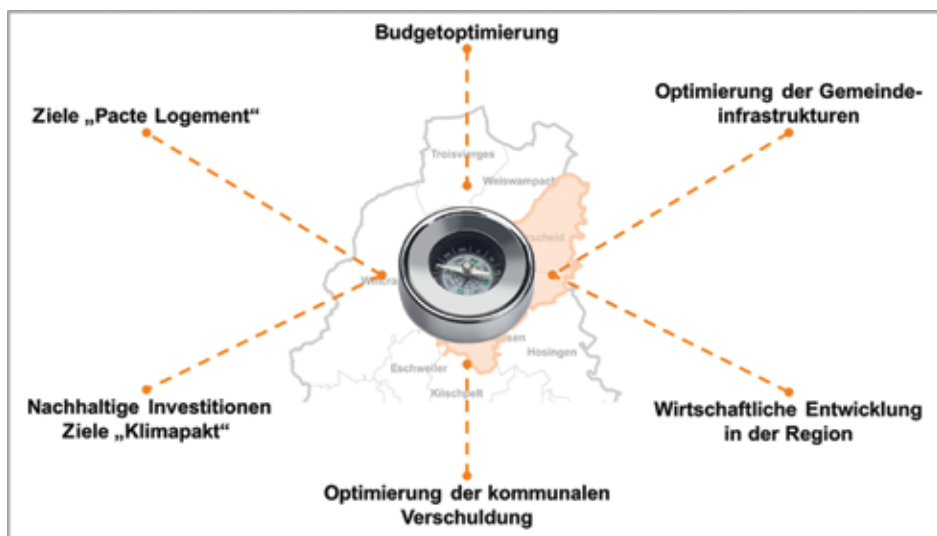 Budgetoptimierung
Ziele „Pacte Logement“
Optimierung der Gemeinde-
infrastrukturen
Troisvierges
Weiswampach
Eschweiler
Hosingen
Kiischpelt
Nachhaltige Investitionen
Ziele „Klimapakt“
Wirtschaftliche Entwicklung
in der Region
Optimierung der kommunalen
Verschuldung